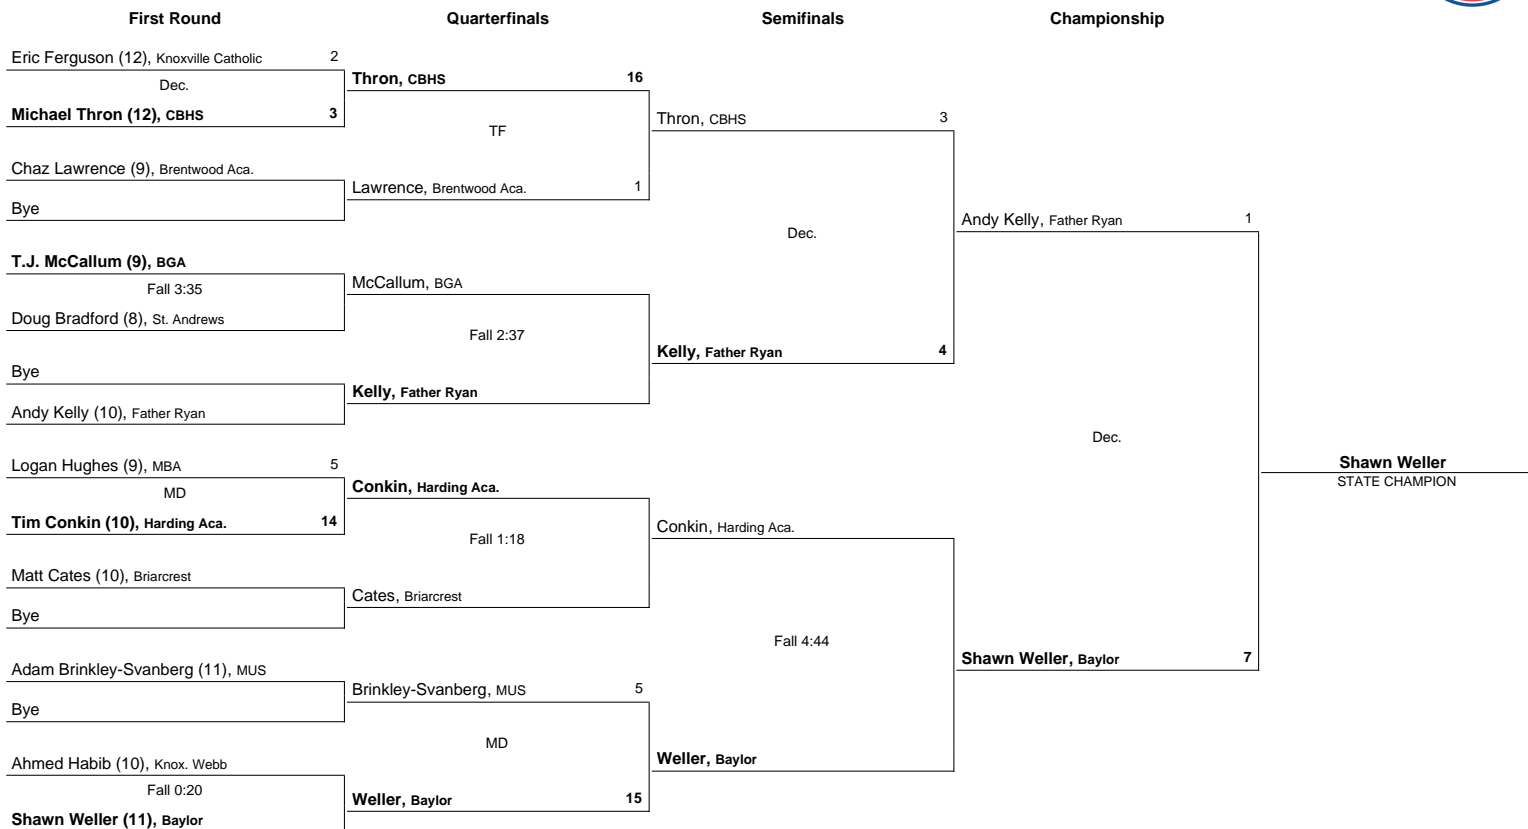 First Round Quarterfinals Semifinals Championship
Eric Ferguson (12), Knoxville Catholic 2
Dec.
Michael Thron (12), CBHS 3
Chaz Lawrence (9), Brentwood Aca.
Bye
T.J. McCallum (9), BGA
Fall 3:35
Doug Bradford (8), St. Andrews
Bye
Andy Kelly (10), Father Ryan
Logan Hughes (9), MBA 5
MD
Tim Conkin (10), Harding Aca. 14
Matt Cates (10), Briarcrest
Bye
Adam Brinkley-Svanberg (11), MUS
Bye
Ahmed Habib (10), Knox. Webb
Fall 0:20
Shawn Weller (11), Baylor
Thron, CBHS 16
TF
Lawrence, Brentwood Aca. 1
McCallum, BGA
Fall 2:37
Kelly, Father Ryan
Conkin, Harding Aca.
Fall 1:18
Cates, Briarcrest
Brinkley-Svanberg, MUS 5
MD
Weller, Baylor 15
Thron, CBHS 3
Dec.
Kelly, Father Ryan 4
Conkin, Harding Aca.
Fall 4:44
Weller, Baylor
Andy Kelly, Father Ryan 1
Dec.
Shawn Weller, Baylor 7
Shawn Weller
STATE CHAMPION